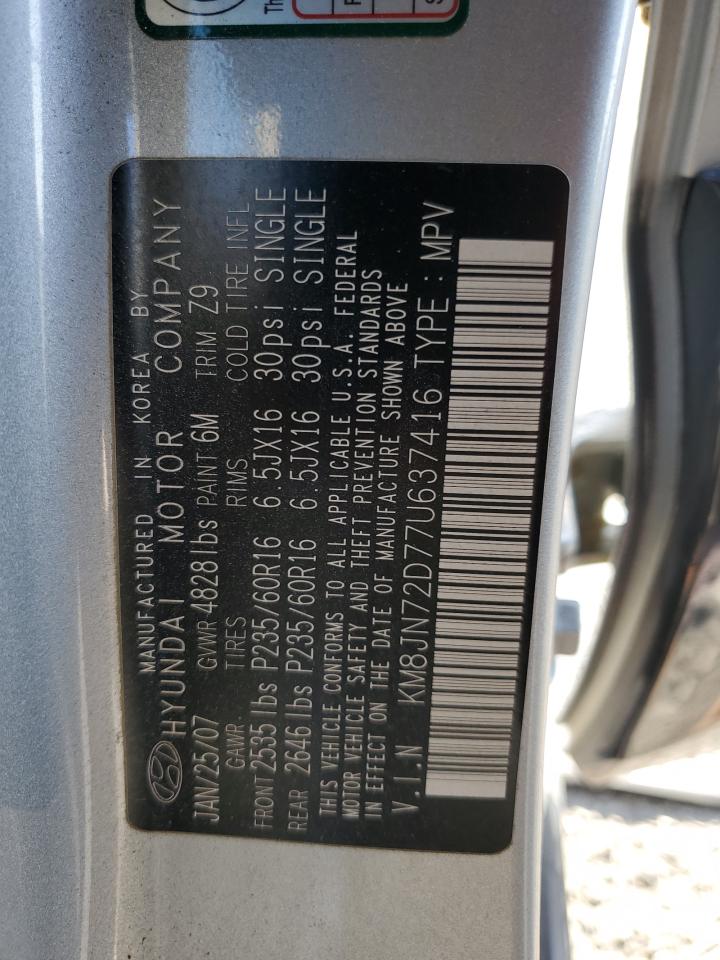 MANUFACTURED IN KOREA BY
HYUNDAI MOTOR COMPANY
JAN/25/07 GVWR 4828lbs PAINT 6M TRIM Z9
GAWR. TIRES RIMS COLD TIRE INFL
FRONT 2535lbs P235/60R16 6.5JX16 30psi SINGLE
REAR 2646lbs P235/60R16 6.5JX16 30psi SINGLE
THIS VEHICLE CONFORMS TO ALL APPLICABLE U.S.A. FEDERAL
MOTOR VEHICLE SAFETY AND THEFT PREVENTION STANDARDS
IN EFFECT ON THE DATE OF MANUFACTURE SHOWN ABOVE
V.I.N KM8JN72D77U637416 TYPE : MPV